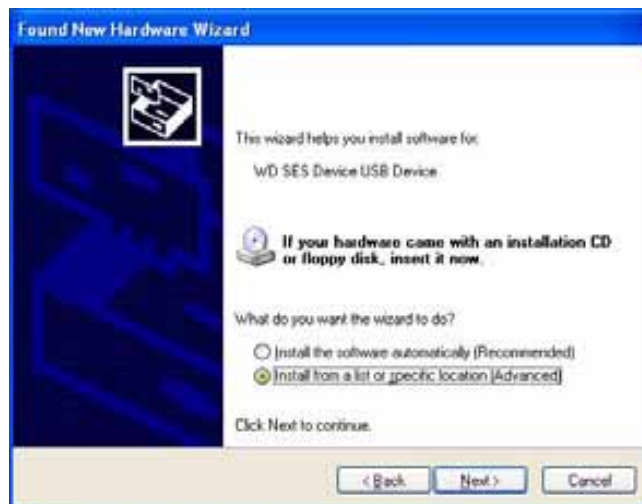 Found New Hardware Wizard
This wizard helps you install software for:
WD SES Device USB Device
If your hardware came with an installation CD
or floppy disk, insert it now.
What do you want the wizard to do?
Install the software automatically (Recommended)
Install from a list or specific location (Advanced)
Click Next to continue.
< Back Next > Cancel